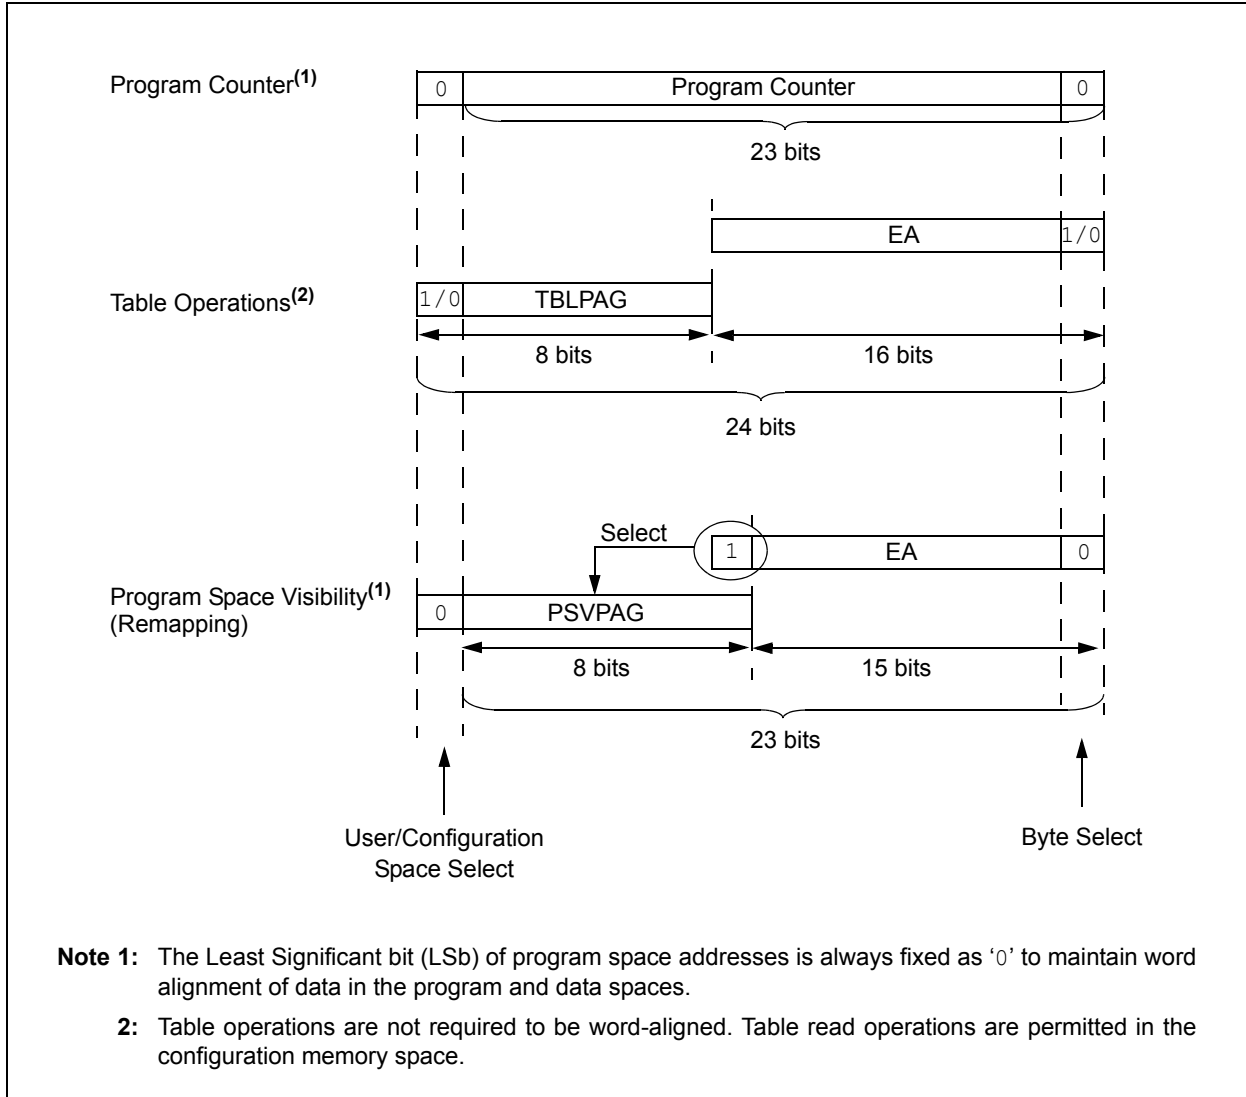 Program Counter(1)
0 Program Counter 0
23 bits
EA 1/0
Table Operations(2)
1/0 TBLPAG
8 bits 16 bits
24 bits
Select
1 EA 0
Program Space Visibility(1)
(Remapping)
0 PSVPAG
8 bits 15 bits
23 bits
User/Configuration
Space Select
Byte Select
Note 1: The Least Significant bit (LSb) of program space addresses is always fixed as ‘0’ to maintain word
alignment of data in the program and data spaces.
2: Table operations are not required to be word-aligned. Table read operations are permitted in the
configuration memory space.